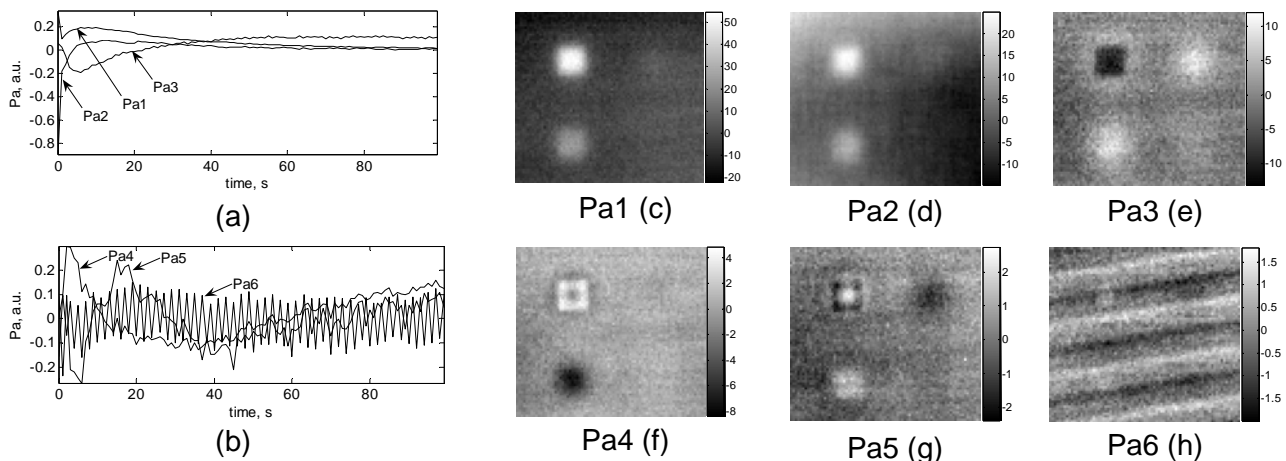 0.2
0
-0.2
-0.4
-0.6
-0.8
Pa, a.u.
Pa1
Pa2
Pa3
0 20 40 60 80
time, s
(a)
50
40
30
20
10
0
-10
-20
Pa1 (c)
20
15
10
5
0
-5
-10
Pa2 (d)
10
5
0
-5
-10
Pa3 (e)
0.2
0.1
0
-0.1
-0.2
Pa, a.u.
Pa4
Pa5
Pa6
0 20 40 60 80
time, s
(b)
4
2
0
-2
-4
-6
-8
Pa4 (f)
2
1
0
-1
-2
Pa5 (g)
1.5
1
0.5
0
-0.5
-1
-1.5
Pa6 (h)